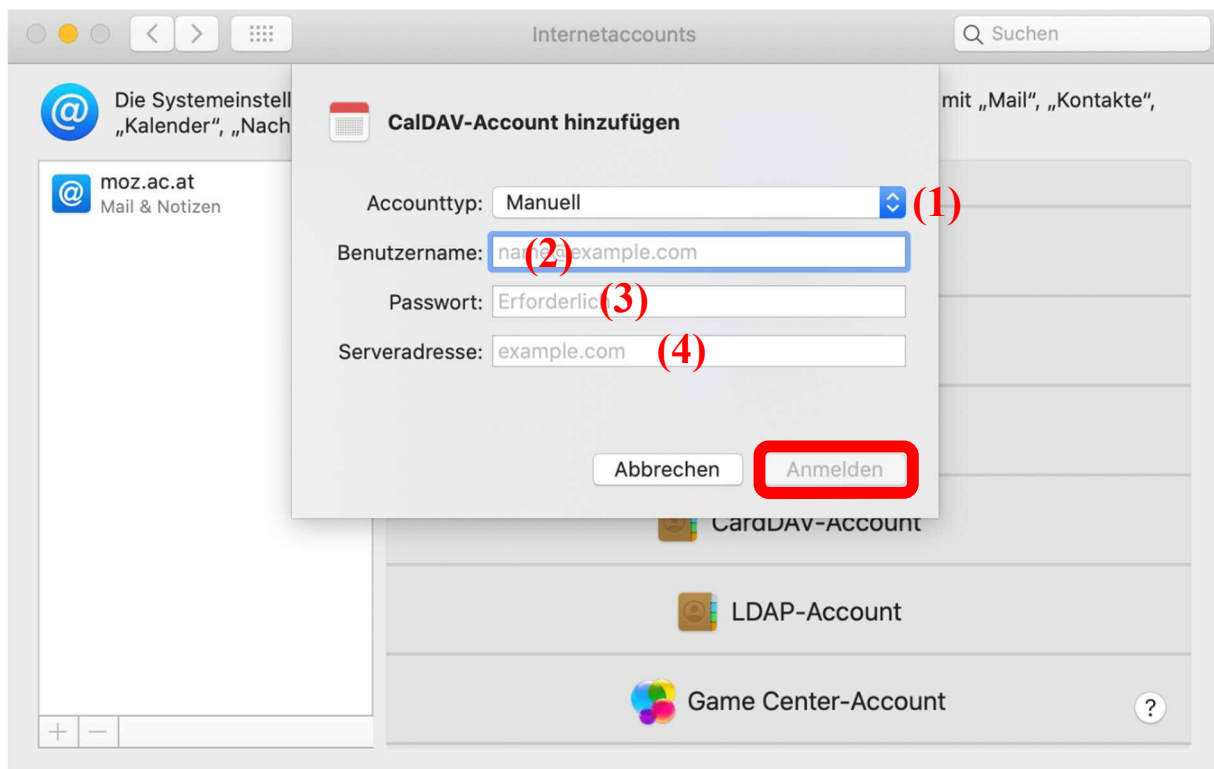 Internetaccounts
Suchen
Die Systemeinstell
mit „Mail“, „Kontakte“,
„Kalender“, „Nach
CalDAV-Account hinzufügen
moz.ac.at
Mail & Notizen
Accounttyp: Manuell (1)
Benutzername: name@example.com (2)
Passwort: Erforderlich (3)
Serveradresse: example.com (4)
Abbrechen Anmelden
CardDAV-Account
LDAP-Account
Game Center-Account
?